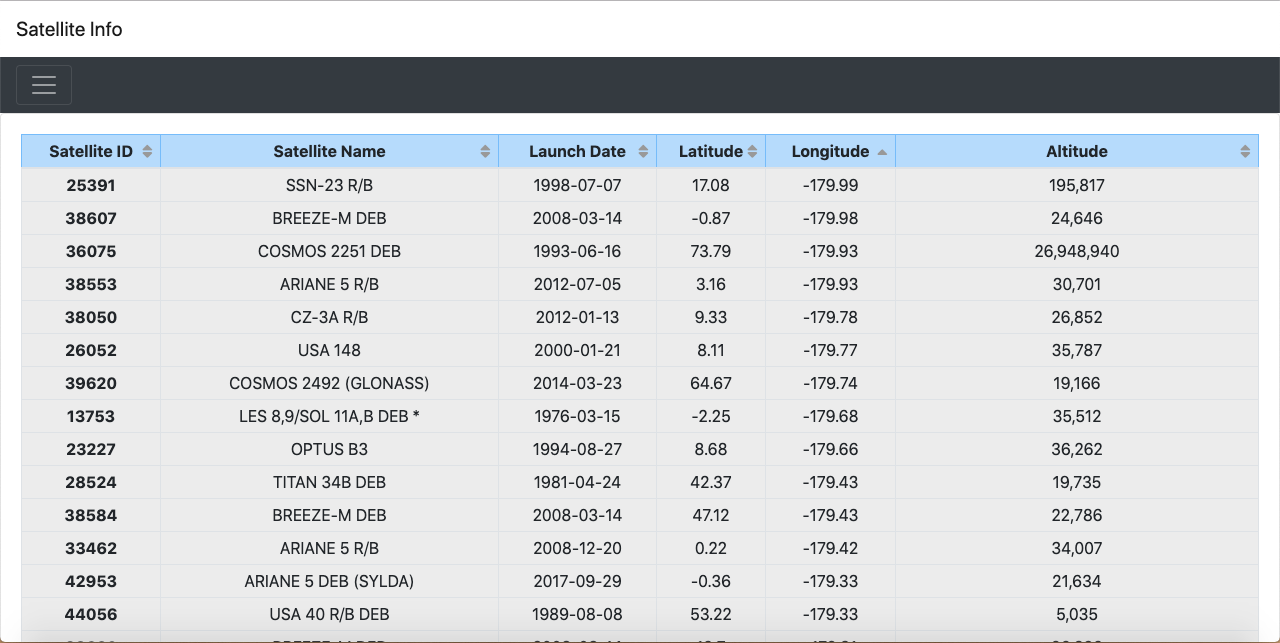 Satellite Info
Satellite ID Satellite Name Launch Date Latitude Longitude Altitude
25391 SSN-23 R/B 1998-07-07 17.08 -179.99 195,817
38607 BREEZE-M DEB 2008-03-14 -0.87 -179.98 24,646
36075 COSMOS 2251 DEB 1993-06-16 73.79 -179.93 26,948,940
38553 ARIANE 5 R/B 2012-07-05 3.16 -179.93 30,701
38050 CZ-3A R/B 2012-01-13 9.33 -179.78 26,852
26052 USA 148 2000-01-21 8.11 -179.77 35,787
39620 COSMOS 2492 (GLONASS) 2014-03-23 64.67 -179.74 19,166
13753 LES 8,9/SOL 11A,B DEB * 1976-03-15 -2.25 -179.68 35,512
23227 OPTUS B3 1994-08-27 8.68 -179.66 36,262
28524 TITAN 34B DEB 1981-04-24 42.37 -179.43 19,735
38584 BREEZE-M DEB 2008-03-14 47.12 -179.43 22,786
33462 ARIANE 5 R/B 2008-12-20 0.22 -179.42 34,007
42953 ARIANE 5 DEB (SYLDA) 2017-09-29 -0.36 -179.33 21,634
44056 USA 40 R/B DEB 1989-08-08 53.22 -179.33 5,035